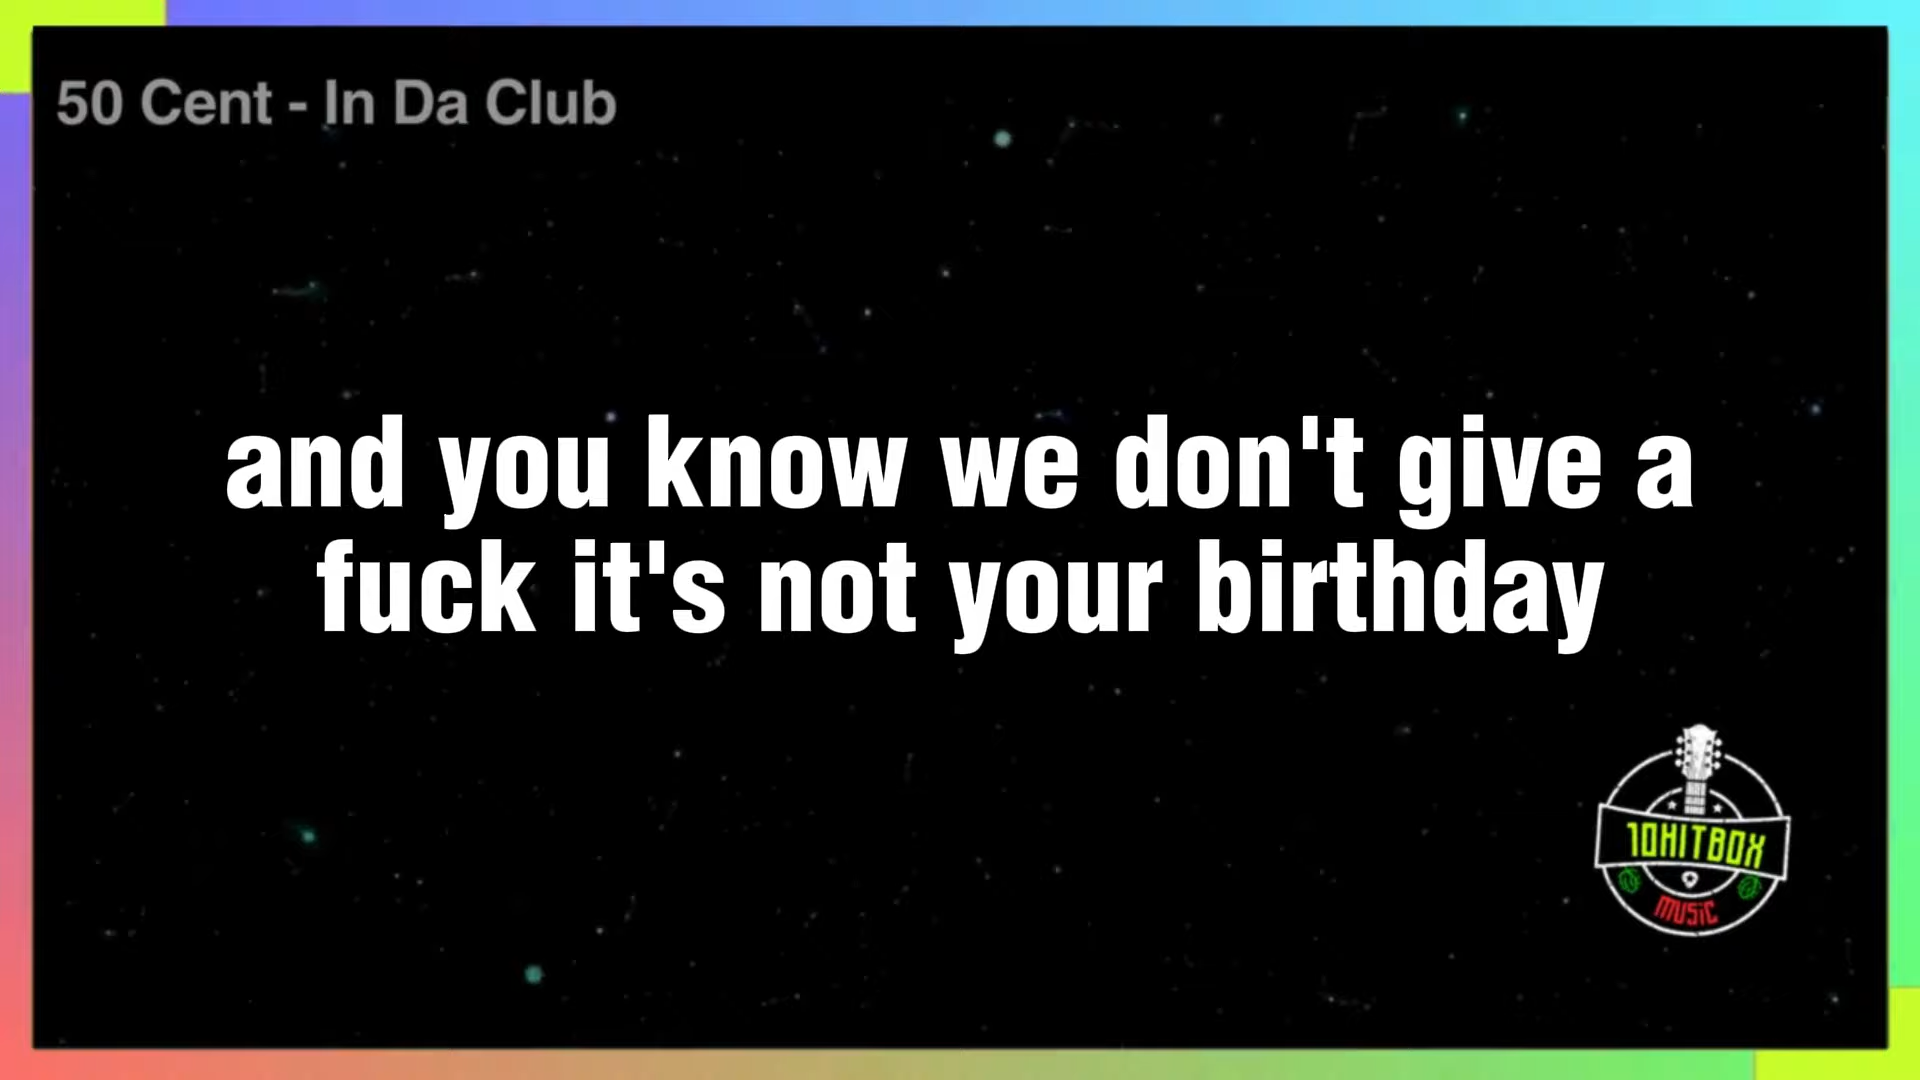 50 Cent - In Da Club
and you know we don't give a
fuck it's not your birthday
10HITBOX
MUSIC